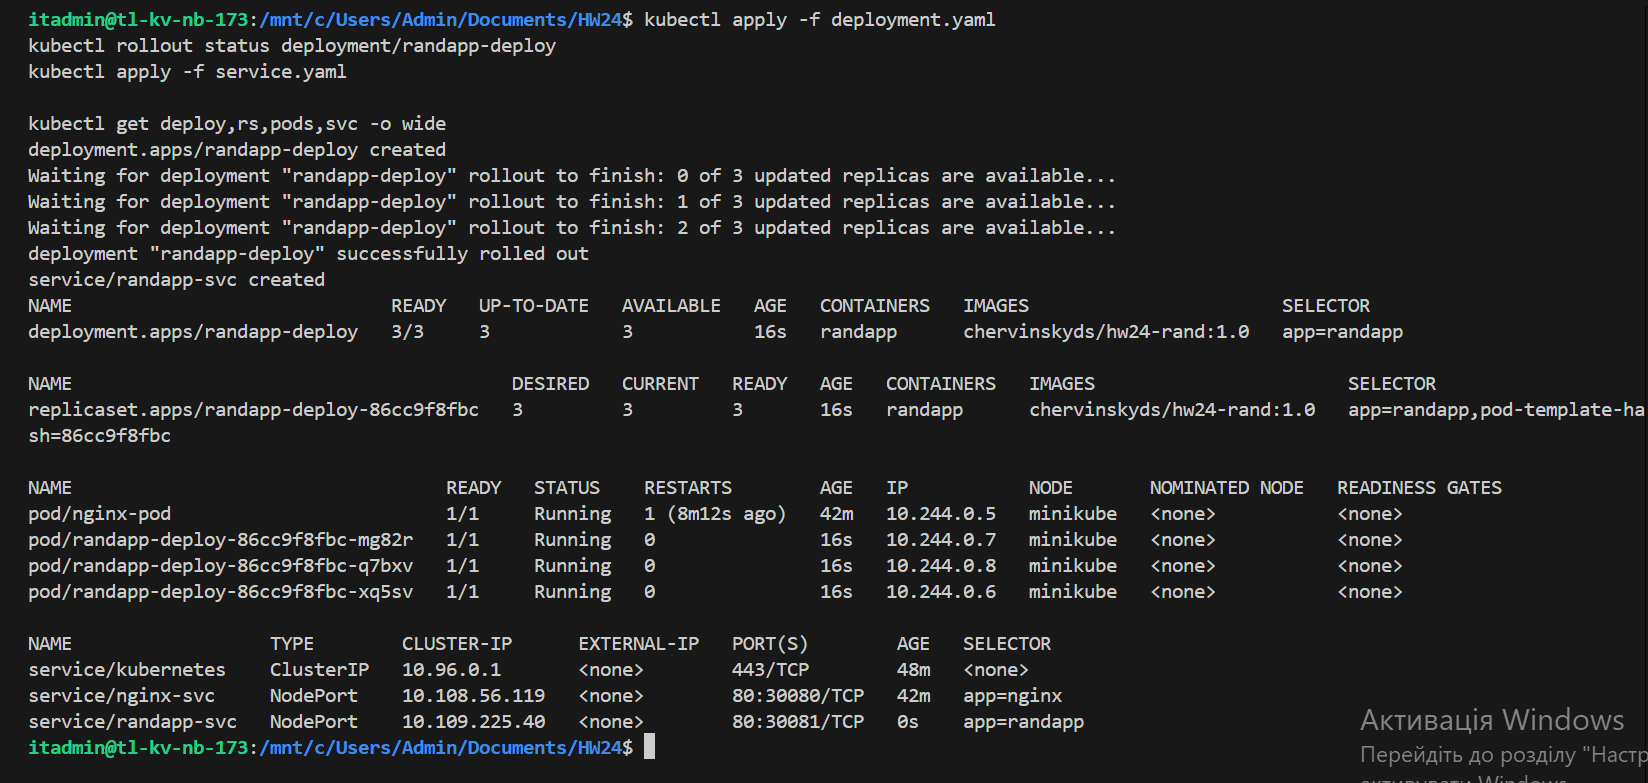 itadmin@tl-kv-nb-173:/mnt/c/Users/Admin/Documents/HW24$ kubectl apply -f deployment.yaml
kubectl rollout status deployment/randapp-deploy
kubectl apply -f service.yaml
kubectl get deploy,rs,pods,svc -o wide
deployment.apps/randapp-deploy created
Waiting for deployment "randapp-deploy" rollout to finish: 0 of 3 updated replicas are available...
Waiting for deployment "randapp-deploy" rollout to finish: 1 of 3 updated replicas are available...
Waiting for deployment "randapp-deploy" rollout to finish: 2 of 3 updated replicas are available...
deployment "randapp-deploy" successfully rolled out
service/randapp-svc created
NAME READY UP-TO-DATE AVAILABLE AGE CONTAINERS IMAGES SELECTOR
deployment.apps/randapp-deploy 3/3 3 3 16s randapp chervinskyds/hw24-rand:1.0 app=randapp
NAME DESIRED CURRENT READY AGE CONTAINERS IMAGES SELECTOR
replicaset.apps/randapp-deploy-86cc9f8fbc 3 3 3 16s randapp chervinskyds/hw24-rand:1.0 app=randapp,pod-template-ha
sh=86cc9f8fbc
NAME READY STATUS RESTARTS AGE IP NODE NOMINATED NODE READINESS GATES
pod/nginx-pod 1/1 Running 1 (8m12s ago) 42m 10.244.0.5 minikube <none> <none>
pod/randapp-deploy-86cc9f8fbc-mg82r 1/1 Running 0 16s 10.244.0.7 minikube <none> <none>
pod/randapp-deploy-86cc9f8fbc-q7bxv 1/1 Running 0 16s 10.244.0.8 minikube <none> <none>
pod/randapp-deploy-86cc9f8fbc-xq5sv 1/1 Running 0 16s 10.244.0.6 minikube <none> <none>
NAME TYPE CLUSTER-IP EXTERNAL-IP PORT(S) AGE SELECTOR
service/kubernetes ClusterIP 10.96.0.1 <none> 443/TCP 48m <none>
service/nginx-svc NodePort 10.108.56.119 <none> 80:30080/TCP 42m app=nginx
service/randapp-svc NodePort 10.109.225.40 <none> 80:30081/TCP 0s app=randapp
itadmin@tl-kv-nb-173:/mnt/c/Users/Admin/Documents/HW24$
Активація Windows
Перейдіть до розділу "Настр
активувати Windows